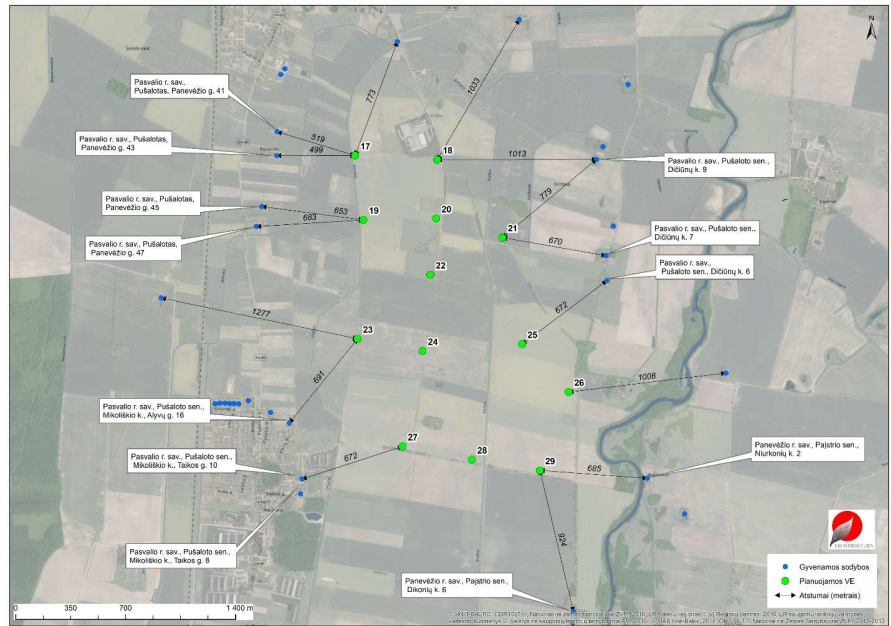 N
Pasvalio r. sav.,
Pušalotas, Panevėžio g. 41
Pasvalio r. sav., Pušalotas,
Panevėžio g. 43
Pasvalio r. sav., Pušalotas,
Panevėžio g. 45
Pasvalio r. sav., Pušalotas,
Panevėžio g. 47
Pasvalio r. sav., Pušaloto sen.,
Dičiūnų k. 9
Pasvalio r. sav., Pušaloto sen.,
Dičiūnų k. 7
Pasvalio r. sav.,
Pušaloto sen., Dičiūnų k. 6
Pasvalio r. sav., Pušaloto sen.,
Mikoliškio k., Alyvų g. 16
Pasvalio r. sav., Pušaloto sen.,
Mikoliškio k., Taikos g. 10
Pasvalio r. sav., Pušaloto sen.,
Mikoliškio k., Taikos g. 8
Panevėžio r. sav., Paįstrio sen.,
Niurkonių k. 2
Panevėžio r. sav., Paįstrio sen.,
Dikonių k. 6
773
1033
519
499
17
18
1013
779
653
683
19
20
21
670
22
672
1277
23
24
25
691
26
1008
27
672
28
29
685
924
Gyvenamos sodybos
Planuojamos VE
Atstumai (metrais)
0 350 700 1 400 m